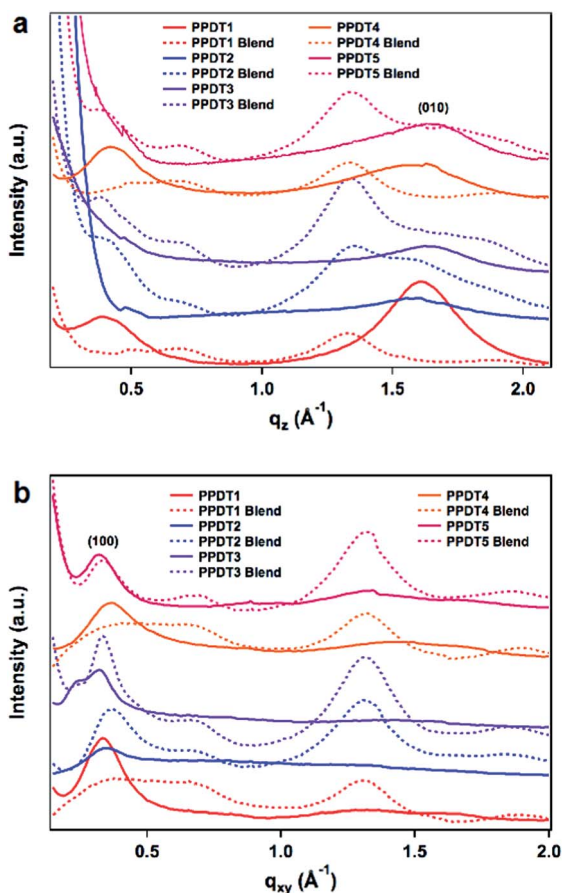 a
PPDT1
PPDT1 Blend
PPDT2
PPDT2 Blend
PPDT3
PPDT3 Blend
PPDT4
PPDT4 Blend
PPDT5
PPDT5 Blend
(010)
Intensity (a.u.)
0.5
1.0
1.5
2.0
qz (Å-1)
b
PPDT1
PPDT1 Blend
PPDT2
PPDT2 Blend
PPDT3
PPDT3 Blend
PPDT4
PPDT4 Blend
PPDT5
PPDT5 Blend
(100)
Intensity (a.u.)
0.5
1.0
1.5
2.0
qxy (Å-1)